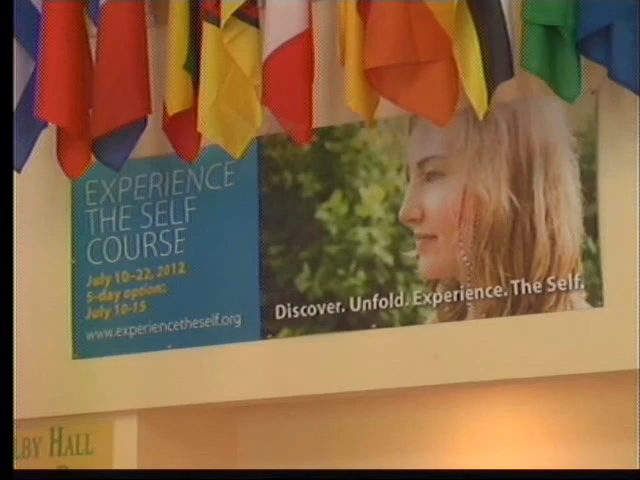 EXPERIENCE
THE SELF
COURSE
July 10-22, 2012
5-day option:
July 10-15
www.experiencetheself.org
Discover. Unfold. Experience. The Self.
HALL